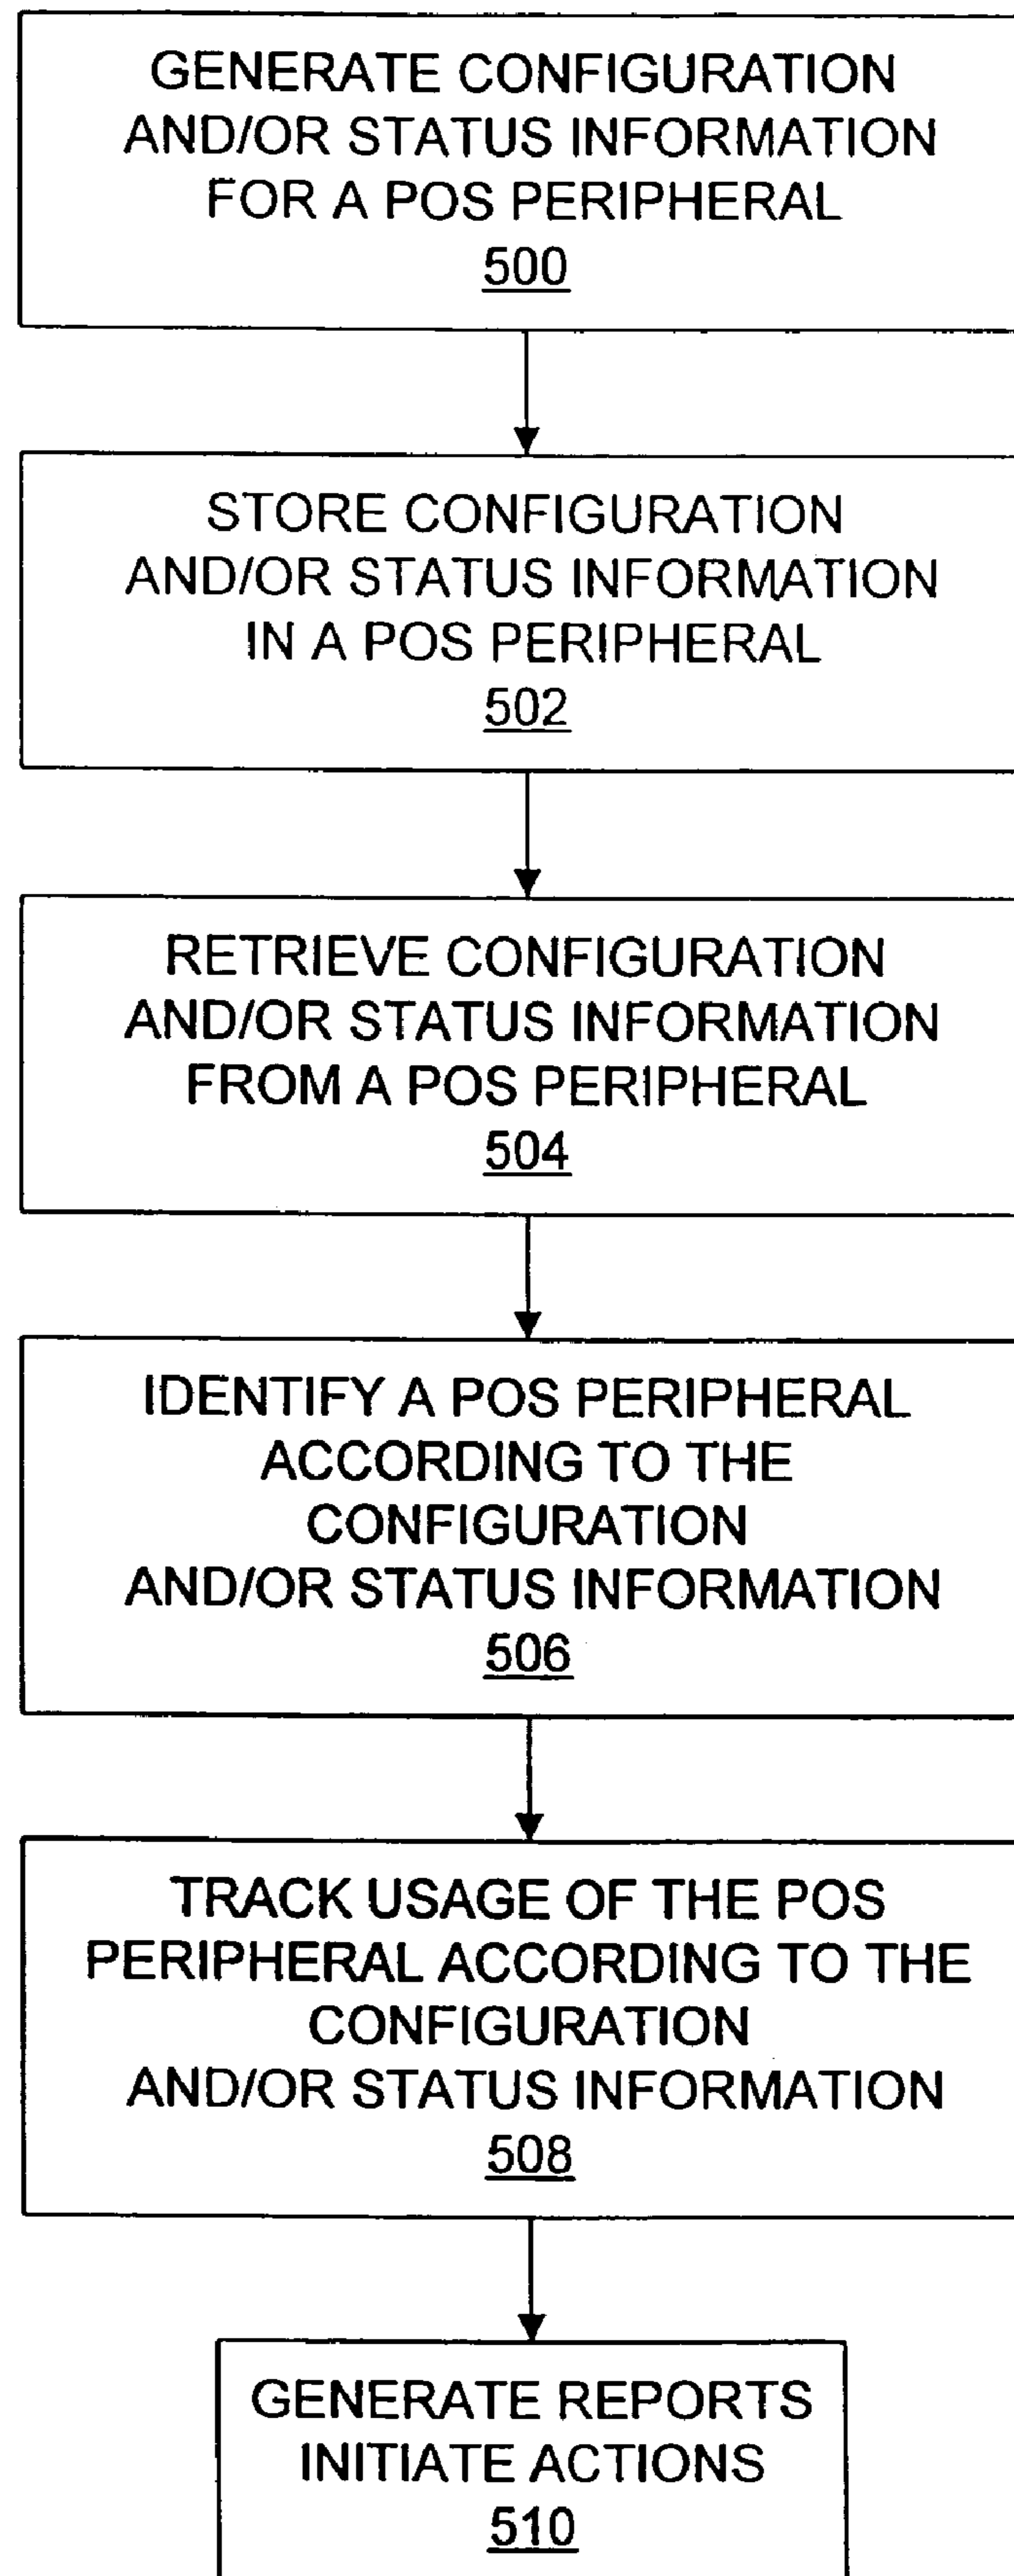 GENERATE CONFIGURATION
AND/OR STATUS INFORMATION
FOR A POS PERIPHERAL
500
STORE CONFIGURATION
AND/OR STATUS INFORMATION
IN A POS PERIPHERAL
502
RETRIEVE CONFIGURATION
AND/OR STATUS INFORMATION
FROM A POS PERIPHERAL
504
IDENTIFY A POS PERIPHERAL
ACCORDING TO THE
CONFIGURATION
AND/OR STATUS INFORMATION
506
TRACK USAGE OF THE POS
PERIPHERAL ACCORDING TO THE
CONFIGURATION
AND/OR STATUS INFORMATION
508
GENERATE REPORTS
INITIATE ACTIONS
510